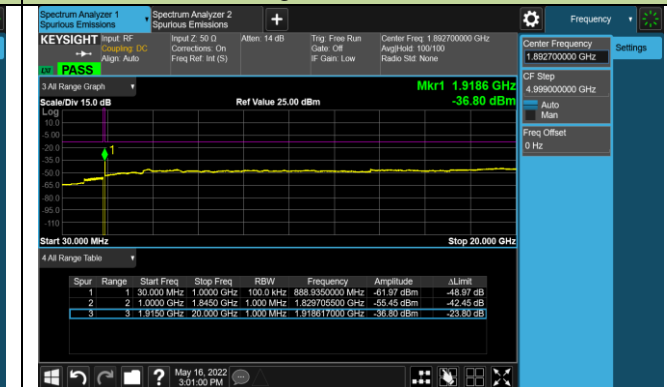 Spectrum Analyzer 1
Spurious Emissions
Spectrum Analyzer 2
Spurious Emissions
+
Frequency
KEYSIGHT
Input: RF
Coupling: DC
Align: Auto
Input Z: 50 Ω
Corrections: On
Freq Ref: Int (S)
Atten: 14 dB
Trig: Free Run
Gate: Off
IF Gain: Low
Center Freq: 1.892700000 GHz
Avg|Hold: 100/100
Radio Std: None
PASS
Center Frequency
1.892700000 GHz
Settings
CF Step
4.999000000 GHz
Auto
Man
Freq Offset
0 Hz
3 All Range Graph
Mkr1 1.9186 GHz
Scale/Div 15.0 dB
Ref Value 25.00 dBm
-36.80 dBm
Log
10.0
-5.00
-20.0
-35.0
-50.0
-65.0
-80.0
-95.0
-110
1
Start 30.000 MHz
Stop 20.000 GHz
4 All Range Table
Spur Range Start Freq Stop Freq RBW Frequency Amplitude ΔLimit
1 1 30.000 MHz 1.0000 GHz 100.0 kHz 888.9350000 MHz -61.97 dBm -48.97 dB
2 2 1.0000 GHz 1.8450 GHz 1.000 MHz 1.829705500 GHz -55.45 dBm -42.45 dB
3 3 1.9150 GHz 20.000 GHz 1.000 MHz 1.918617000 GHz -36.80 dBm -23.80 dB
?
May 16, 2022
3:01:00 PM